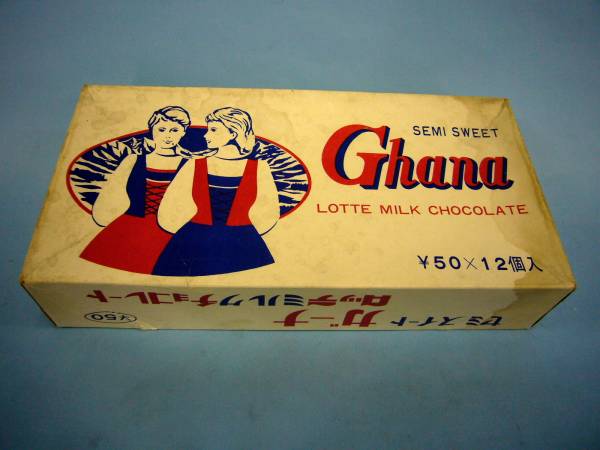 SEMI SWEET
Ghana
LOTTE MILK CHOCOLATE
¥50×12個入
セミスイート ガーナ
ロッテミルクチョコレート
¥50